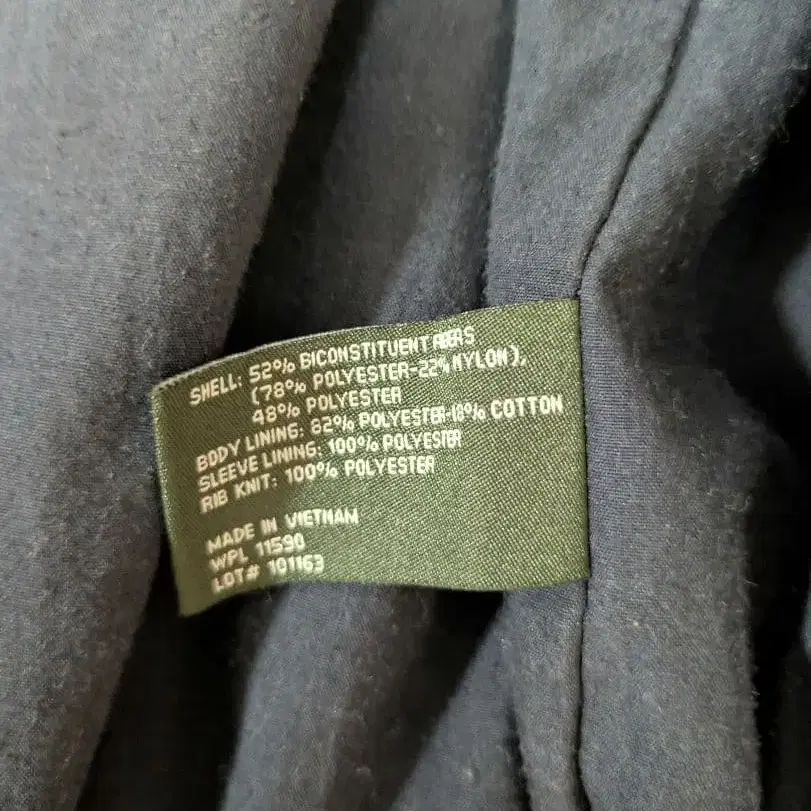 SHELL: 52% BICONSTITUENT FIBERS
(78% POLYESTER-22% NYLON),
48% POLYESTER
BODY LINING: 82% POLYESTER-18% COTTON
SLEEVE LINING: 100% POLYESTER
RIB KNIT: 100% POLYESTER
MADE IN VIETNAM
WPL 11590
LOT# 101163